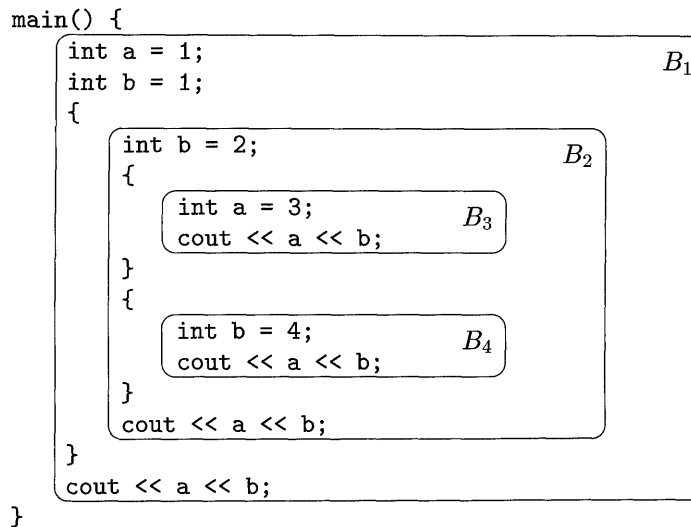 main() {
int a = 1; B₁
int b = 1;
{
int b = 2; B₂
{
int a = 3; B₃
cout << a << b;
}
{
int b = 4; B₄
cout << a << b;
}
cout << a << b;
}
cout << a << b;
}